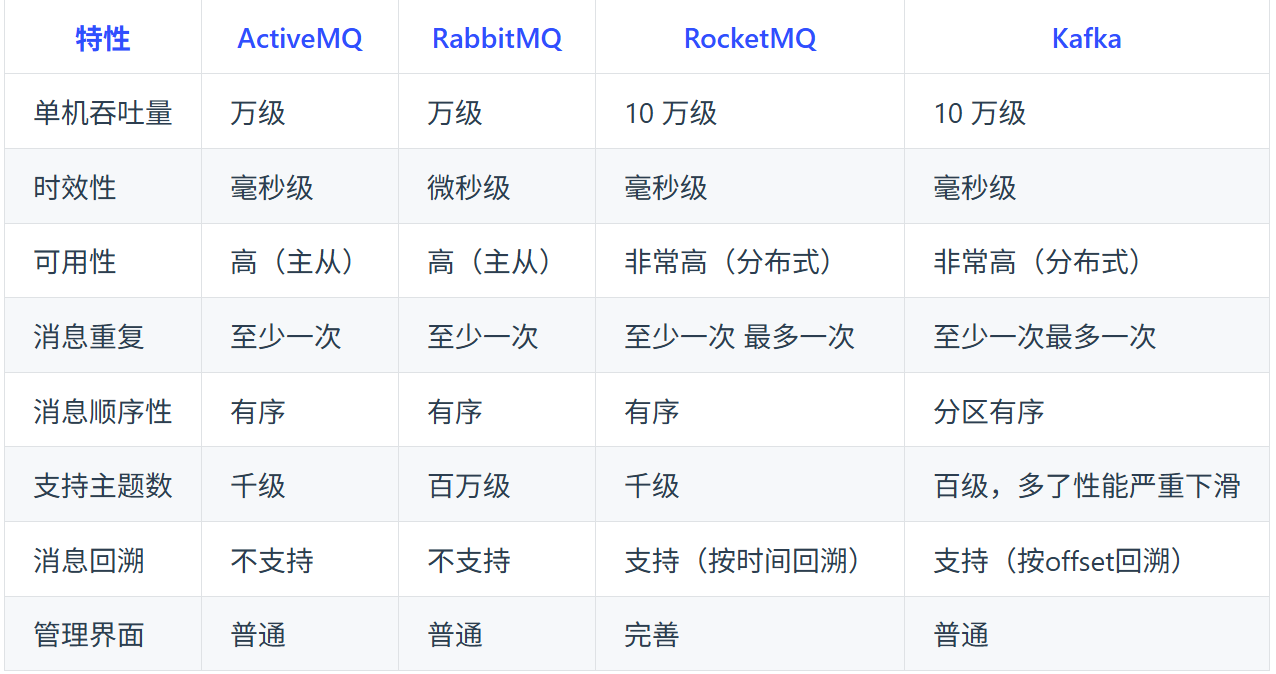 特性 ActiveMQ RabbitMQ RocketMQ Kafka
单机吞吐量 万级 万级 10 万级 10 万级
时效性 毫秒级 微秒级 毫秒级 毫秒级
可用性 高（主从） 高（主从） 非常高（分布式） 非常高（分布式）
消息重复 至少一次 至少一次 至少一次 最多一次 至少一次最多一次
消息顺序性 有序 有序 有序 分区有序
支持主题数 千级 百万级 千级 百级，多了性能严重下滑
消息回溯 不支持 不支持 支持（按时间回溯） 支持（按offset回溯）
管理界面 普通 普通 完善 普通